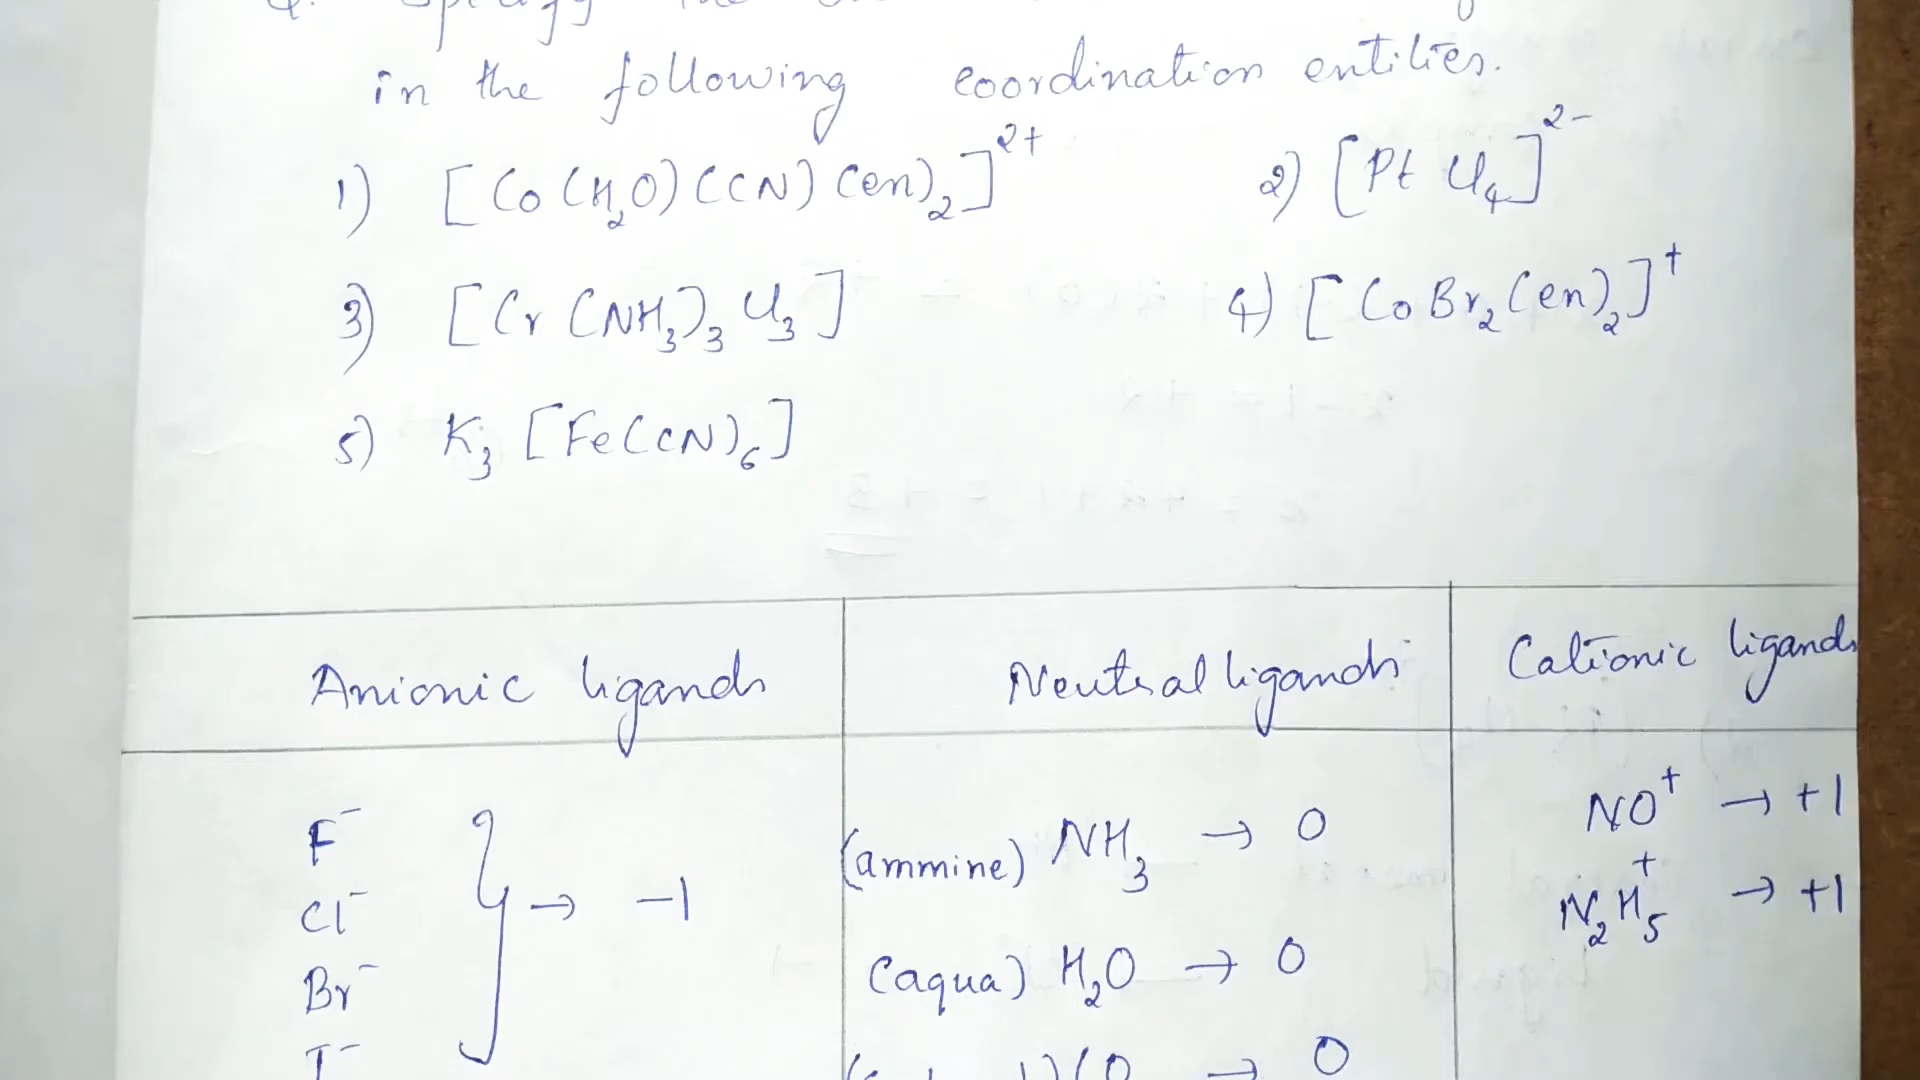 in the following coordination entities.
1) [Co(H₂O)(CN)(en)₂]²⁺ 2) [PtCl₄]²⁻
3) [Cr(NH₃)₃Cl₃] 4) [CoBr₂(en)₂]⁺
5) K₃[Fe(CN)₆]
Anionic ligands Neutral ligands Cationic ligands
F⁻
Cl⁻ → -1
Br⁻
I⁻
(ammine) NH₃ → 0
(aqua) H₂O → 0
CO → 0
NO⁺ → +1
N₂H₅⁺ → +1